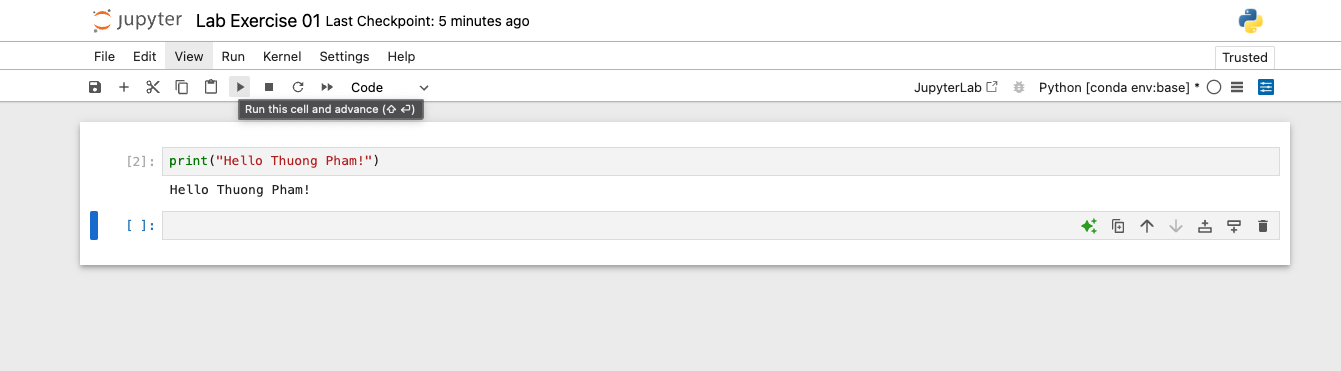 jupyter Lab Exercise 01 Last Checkpoint: 5 minutes ago
File Edit View Run Kernel Settings Help
Trusted
Code
JupyterLab
Python [conda env:base] *
Run this cell and advance (⇧ ⏎)
[2]: print("Hello Thuong Pham!")
Hello Thuong Pham!
[ ]: